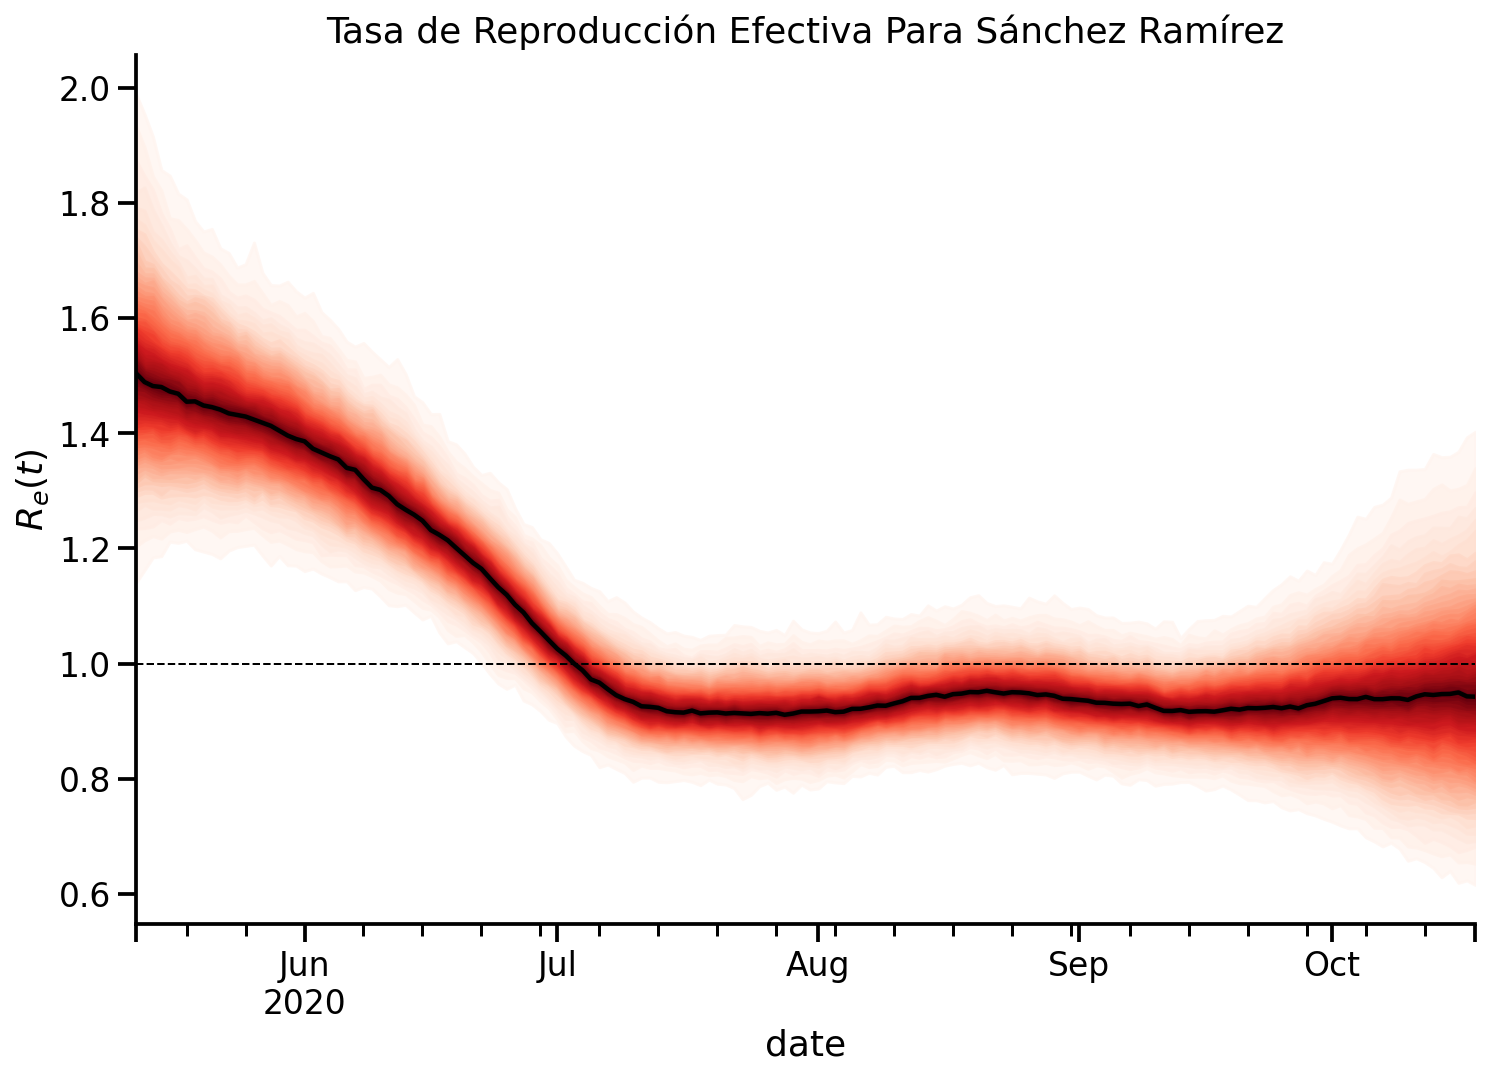 Tasa de Reproducción Efectiva Para Sánchez Ramírez
2.0
1.8
1.6
1.4
1.2
1.0
0.8
0.6
Rₑ(t)
Jun Jul Aug Sep Oct
2020
date